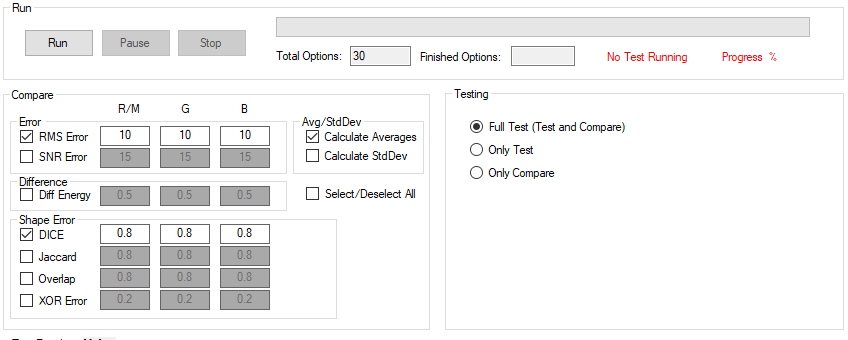 Run
Run Pause Stop
Total Options: 30 Finished Options: No Test Running Progress %
Compare
R/M G B
Error
RMS Error 10 10 10
SNR Error 15 15 15
Avg/StdDev
Calculate Averages
Calculate StdDev
Difference
Diff Energy 0.5 0.5 0.5
Select/Deselect All
Shape Error
DICE 0.8 0.8 0.8
Jaccard 0.8 0.8 0.8
Overlap 0.8 0.8 0.8
XOR Error 0.2 0.2 0.2
Testing
Full Test (Test and Compare)
Only Test
Only Compare